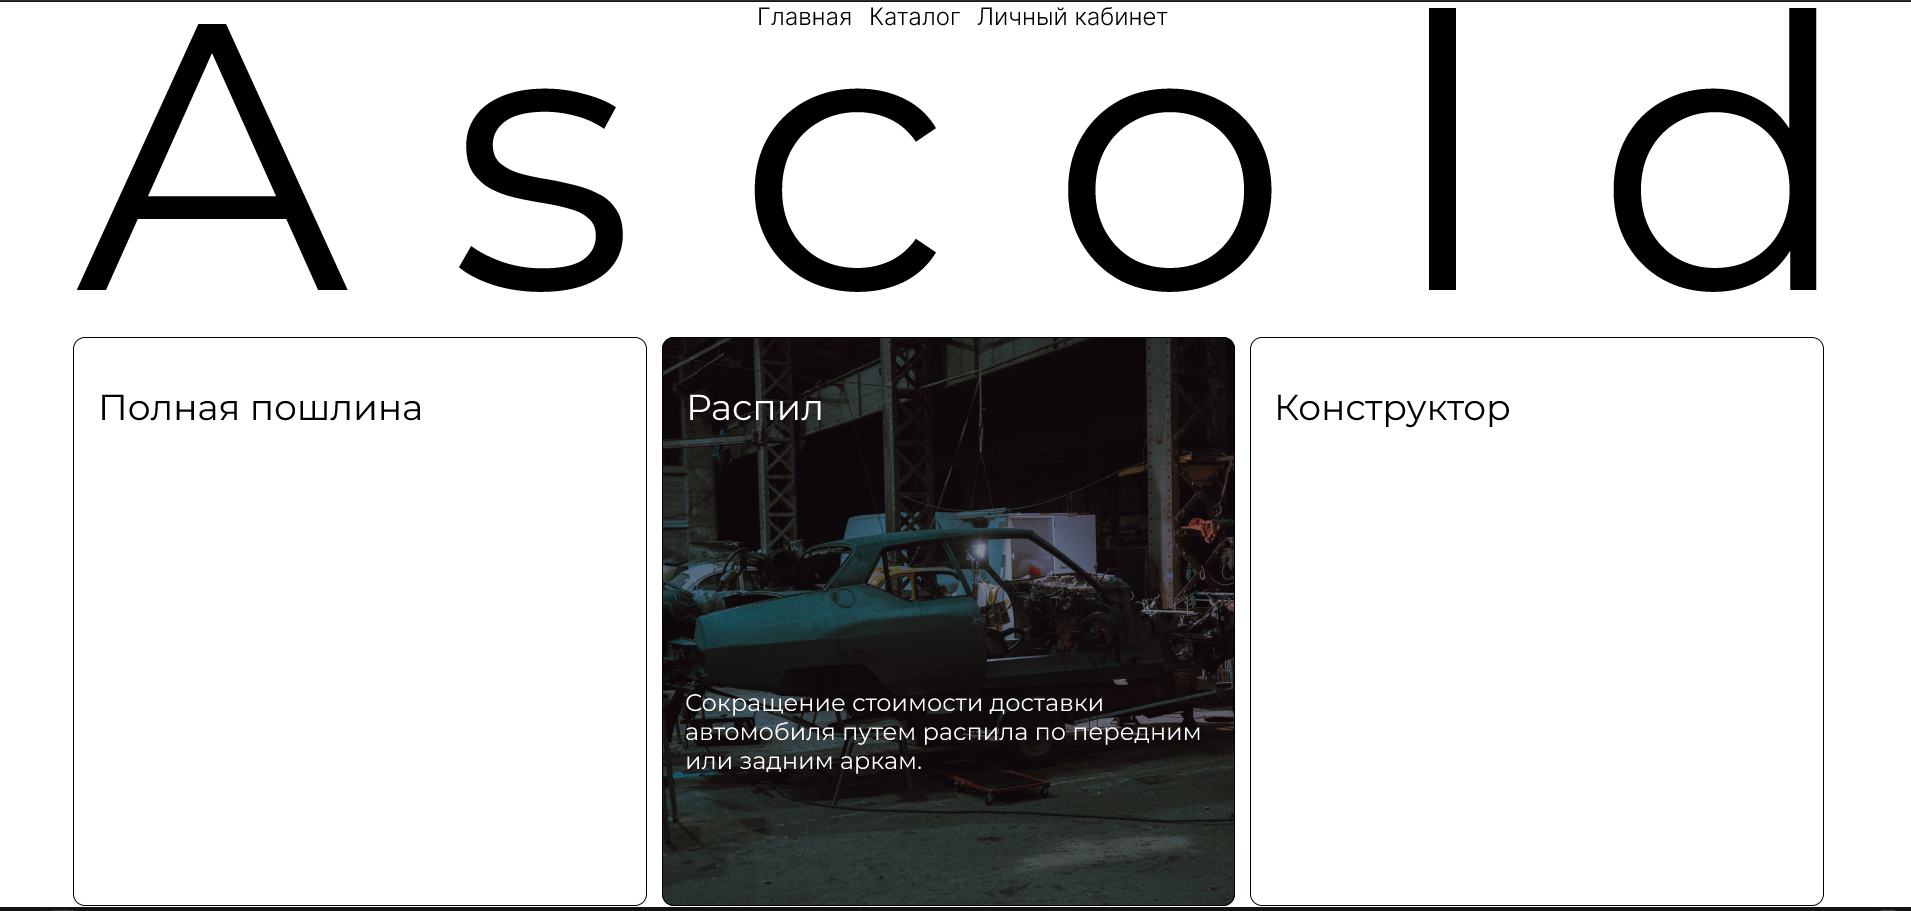 Главная Каталог Личный кабинет
Ascold
Полная пошлина
Распил
Сокращение стоимости доставки
автомобиля путем распила по передним
или задним аркам.
Конструктор